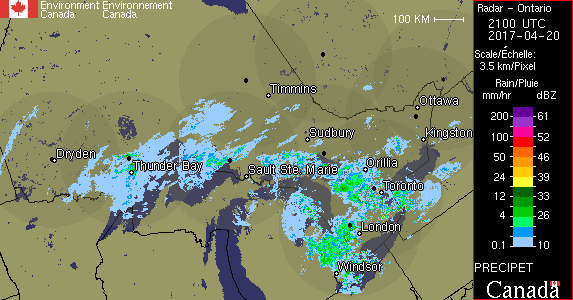 Environment Environnement
Canada Canada
100 KM
Timmins
Ottawa
Sudbury
Kingston
Dryden
Thunder Bay
Sault Ste. Marie
Orillia
Toronto
London
Windsor
Radar - Ontario
2100 UTC
2017-04-20
Scale/Échelle:
3.5 km/Pixel
Rain/Pluie
mm/hr dBZ
200 61
100 52
50 46
24 39
12 33
4 26
0.1 10
PRECIPET
Canada